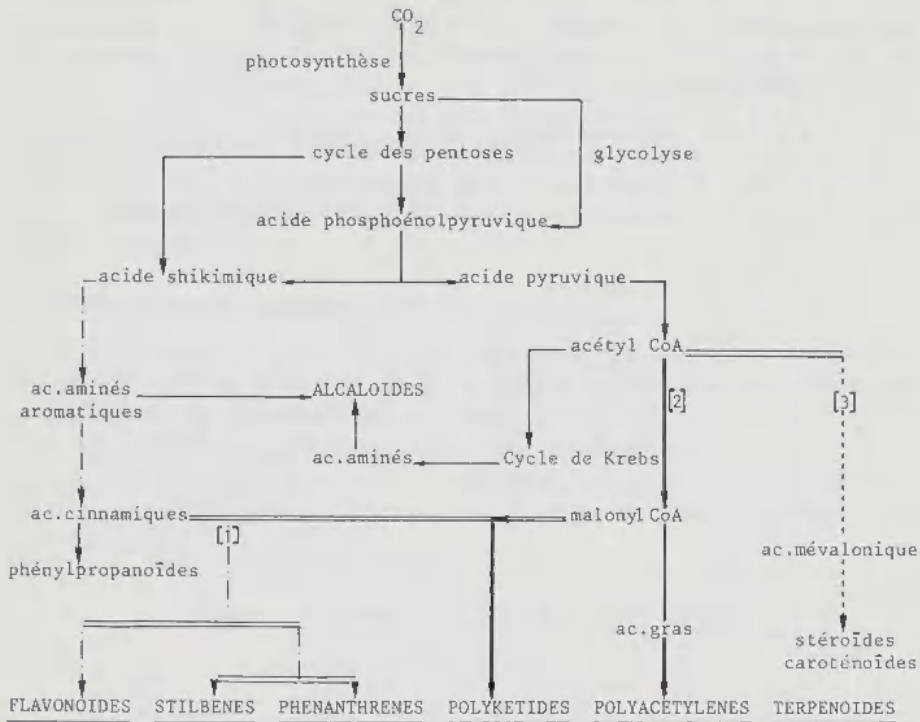 CO2
photosynthèse
sucres
cycle des pentoses
glycolyse
acide phosphoénolpyruvique
acide shikimique
acide pyruvique
acétyl CoA
ac.aminés
aromatiques
ALCALOIDES
[2]
[3]
ac.aminés
Cycle de Krebs
ac.cinnamiques
malonyl CoA
[1]
phénylpropanoïdes
ac.mévalonique
ac.gras
stéroïdes
caroténoïdes
FLAVONOIDES STILBENES PHENANTHRENES POLYKETIDES POLYACETYLENES TERPENOIDES